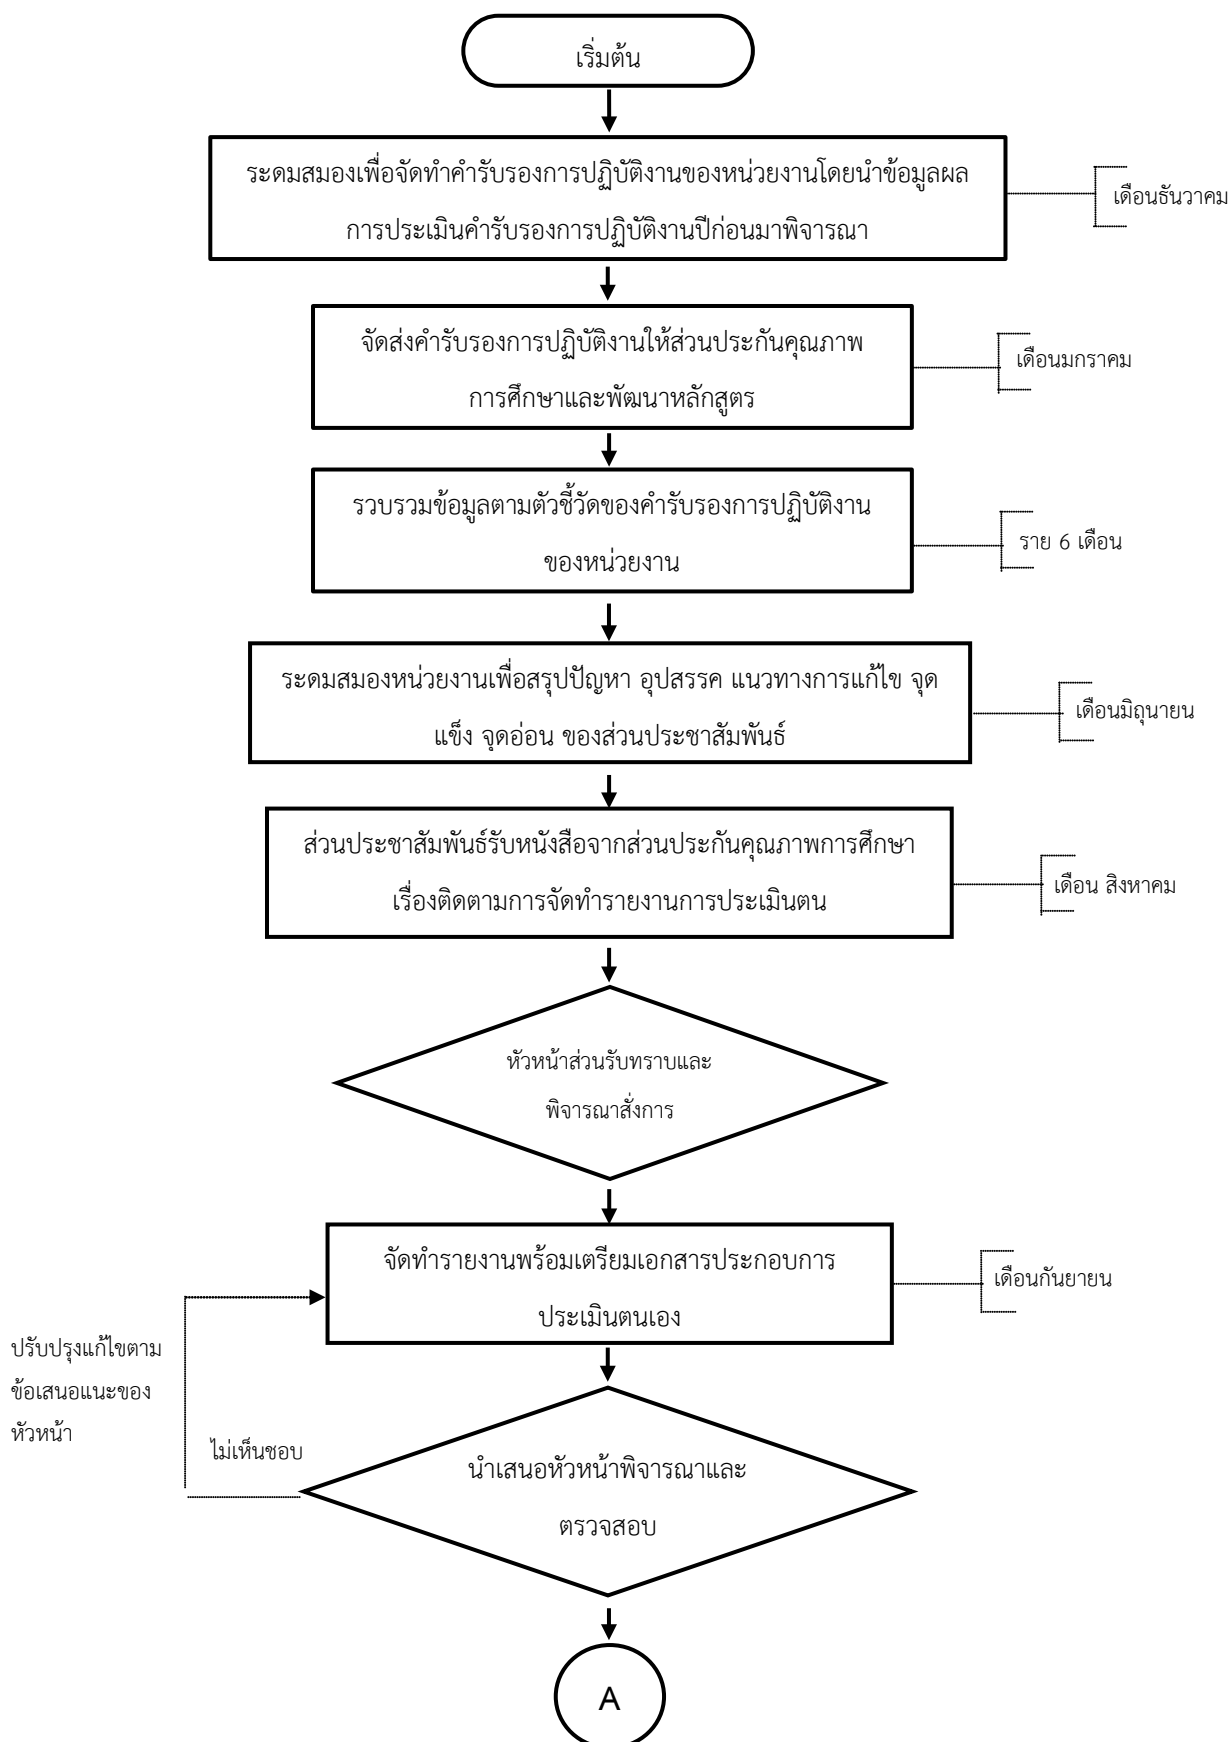 เริ่มต้น
ระดมสมองเพื่อจัดทำคำรับรองการปฏิบัติงานของหน่วยงานโดยนำข้อมูลผล
การประเมินคำรับรองการปฏิบัติงานปีก่อนมาพิจารณา
เดือนธันวาคม
จัดส่งคำรับรองการปฏิบัติงานให้ส่วนประกันคุณภาพ
การศึกษาและพัฒนาหลักสูตร
เดือนมกราคม
รวบรวมข้อมูลตามตัวชี้วัดของคำรับรองการปฏิบัติงาน
ของหน่วยงาน
ราย 6 เดือน
ระดมสมองหน่วยงานเพื่อสรุปปัญหา อุปสรรค แนวทางการแก้ไข จุด
แข็ง จุดอ่อน ของส่วนประชาสัมพันธ์
เดือนมิถุนายน
ส่วนประชาสัมพันธ์รับหนังสือจากส่วนประกันคุณภาพการศึกษา
เรื่องติดตามการจัดทำรายงานการประเมินตน
เดือน สิงหาคม
หัวหน้าส่วนรับทราบและ
พิจารณาสั่งการ
จัดทำรายงานพร้อมเตรียมเอกสารประกอบการ
ประเมินตนเอง
เดือนกันยายน
ปรับปรุงแก้ไขตาม
ข้อเสนอแนะของ
หัวหน้า
ไม่เห็นชอบ
นำเสนอหัวหน้าพิจารณาและ
ตรวจสอบ
A